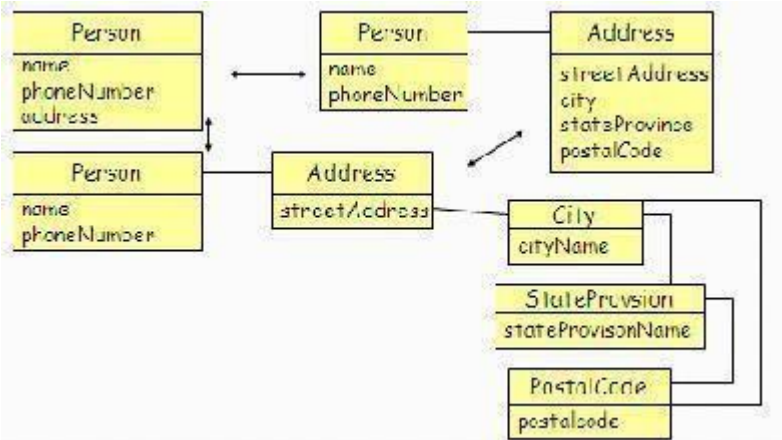 Person
name
phoneNumber
address
Person
name
phoneNumber
Address
streetAddress
city
stateProvince
postalCode
Person
name
phoneNumber
Address
streetAddress
City
cityName
StateProvsion
stateProvisonName
PostalCode
postalcode